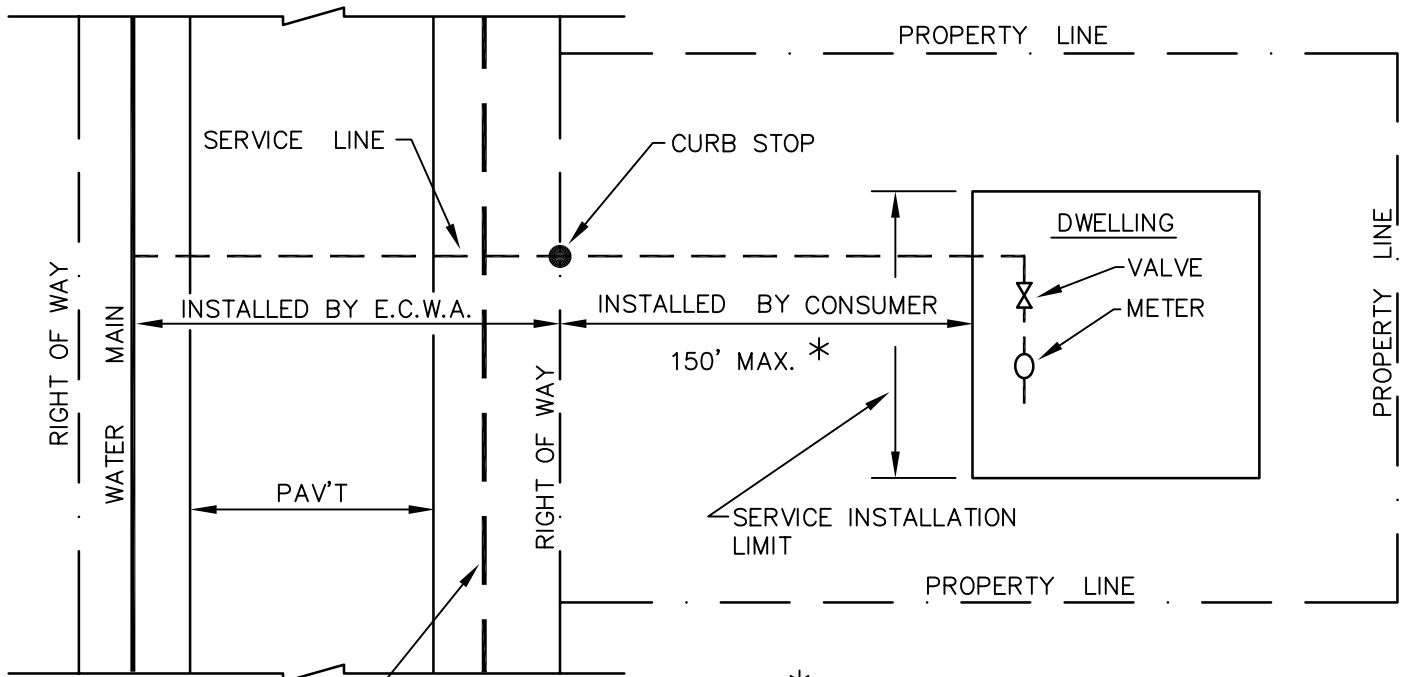 PROPERTY LINE
SERVICE LINE
CURB STOP
DWELLING
VALVE
METER
PROPERTY LINE
RIGHT OF WAY
WATER MAIN
INSTALLED BY E.C.W.A.
INSTALLED BY CONSUMER
150' MAX. *
RIGHT OF WAY
PAV'T
SERVICE INSTALLATION
LIMIT
PROPERTY LINE
*